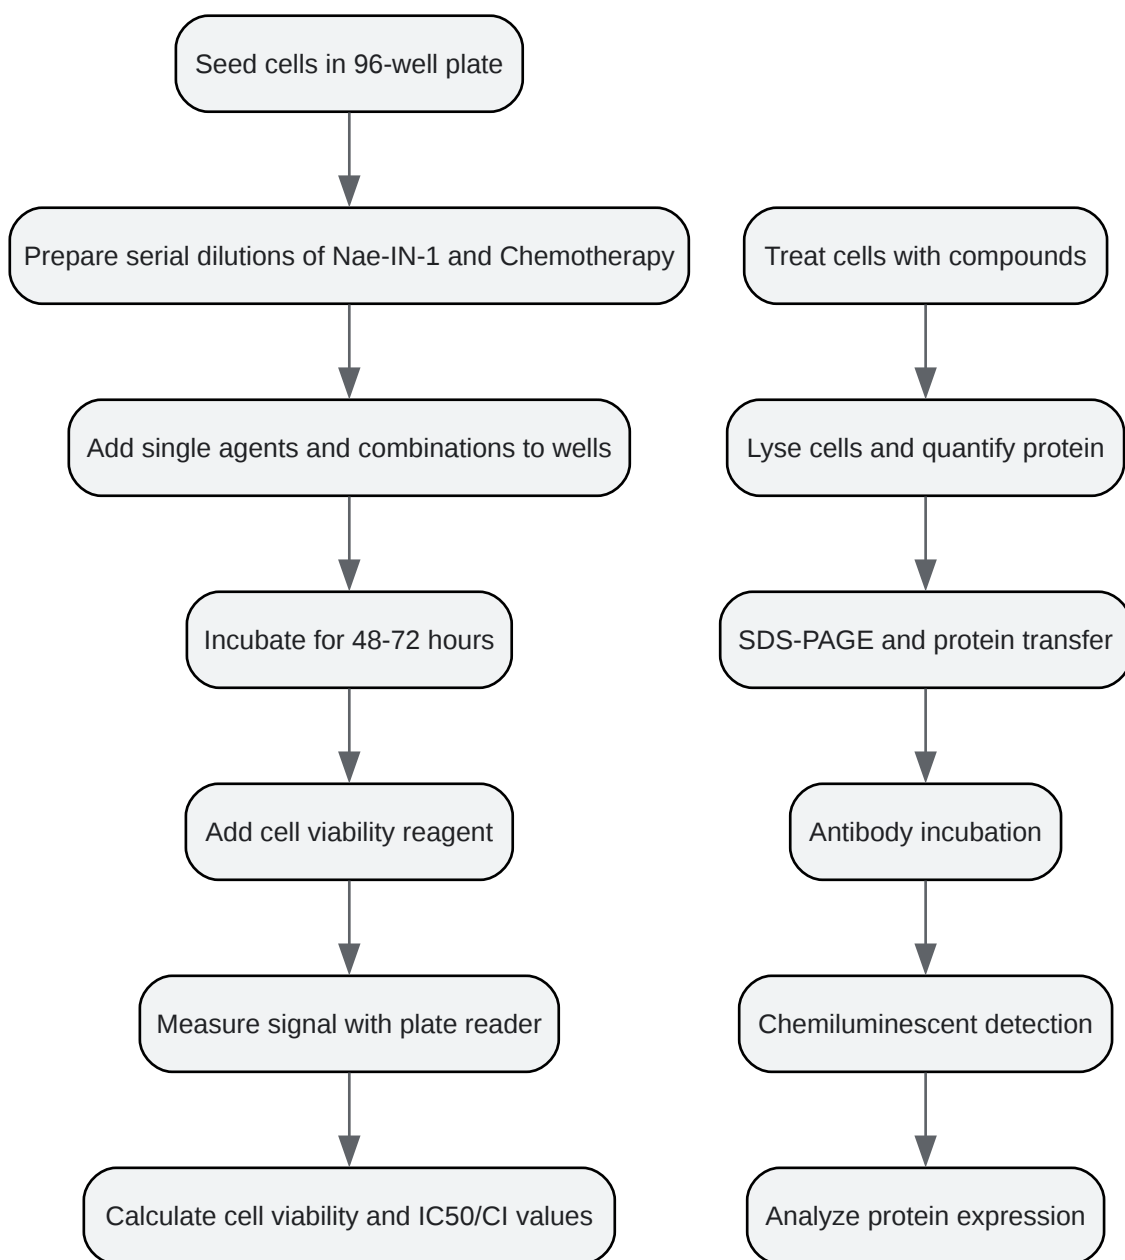 Seed cells in 96-well plate
Prepare serial dilutions of Nae-IN-1 and Chemotherapy
Add single agents and combinations to wells
Incubate for 48-72 hours
Add cell viability reagent
Measure signal with plate reader
Calculate cell viability and IC50/CI values
Treat cells with compounds
Lyse cells and quantify protein
SDS-PAGE and protein transfer
Antibody incubation
Chemiluminescent detection
Analyze protein expression